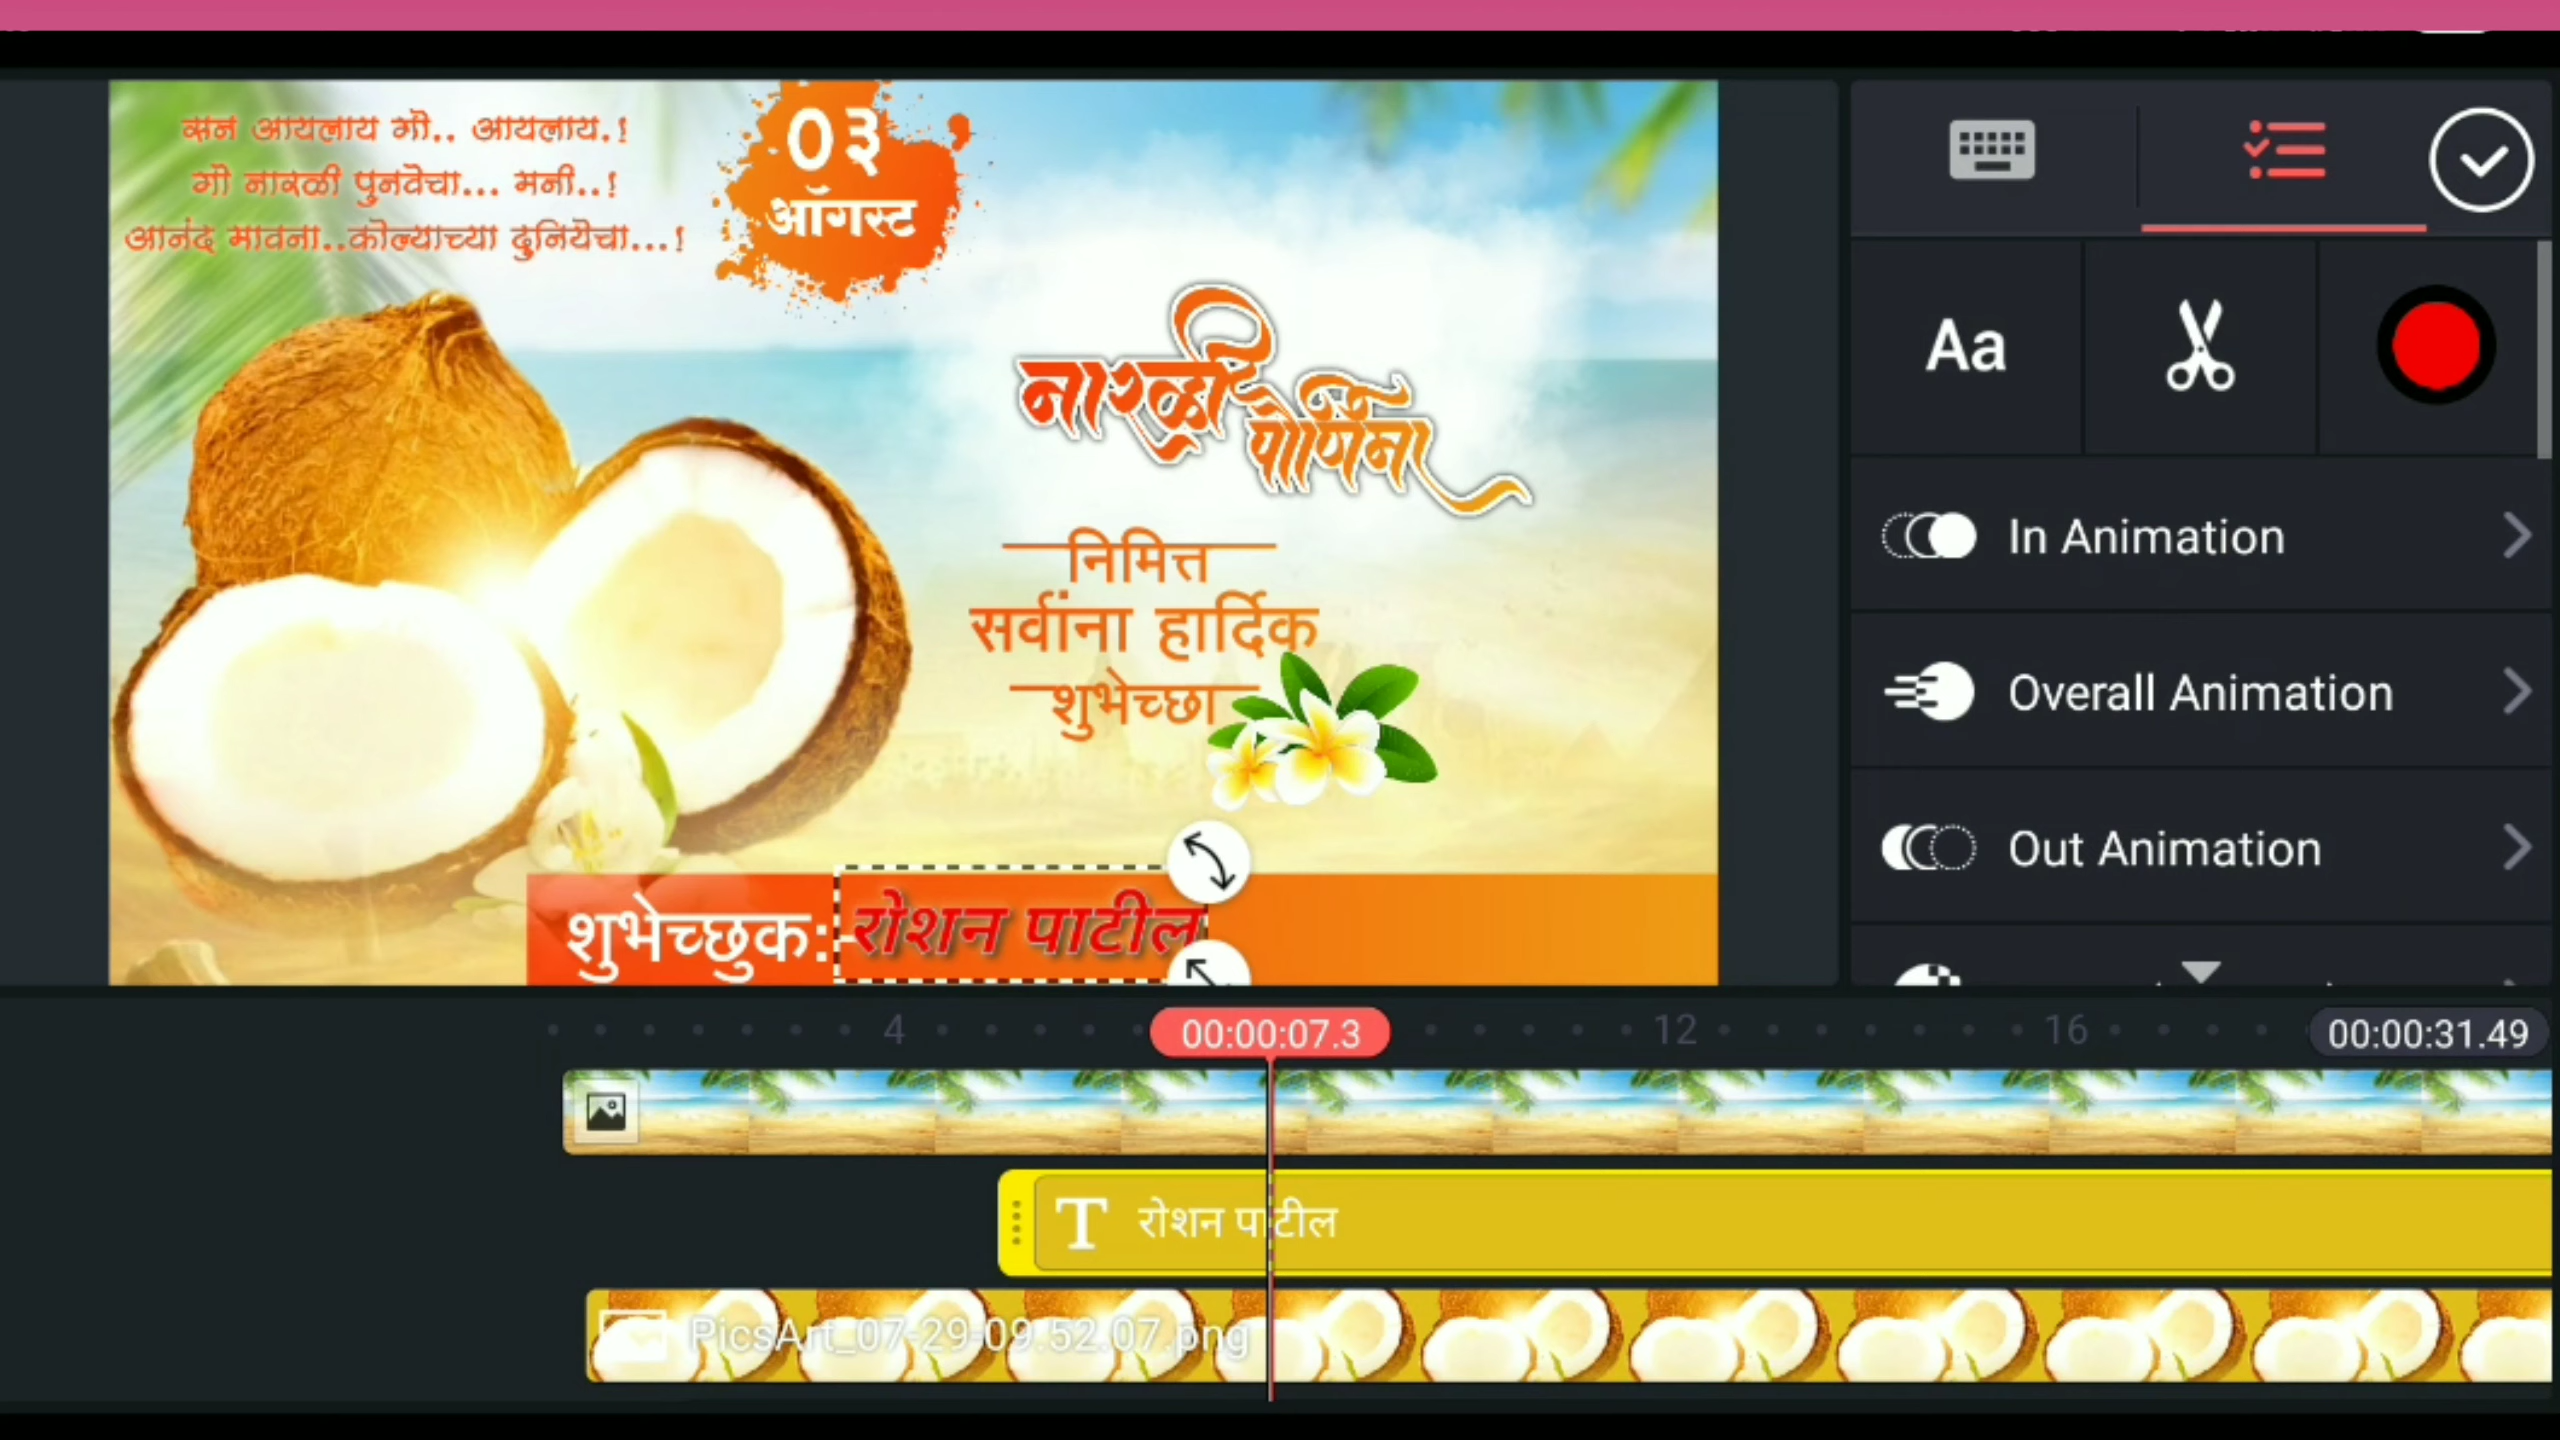 सन आयलाय गो.. आयलाय.!
गो नारळी पुनवेचा... मनी..!
आनंद मावना..कोल्याच्या दुनियेचा...!
०३
ऑगस्ट
नारळी
पौर्णिमा
निमित्त
सर्वांना हार्दिक
शुभेच्छा
शुभेच्छुक:-रोशन पाटील
Aa
In Animation
Overall Animation
Out Animation
4
00:00:07.3
12
16
00:00:31.49
T रोशन पाटील
PicsArt_07-29-09.52.07.png